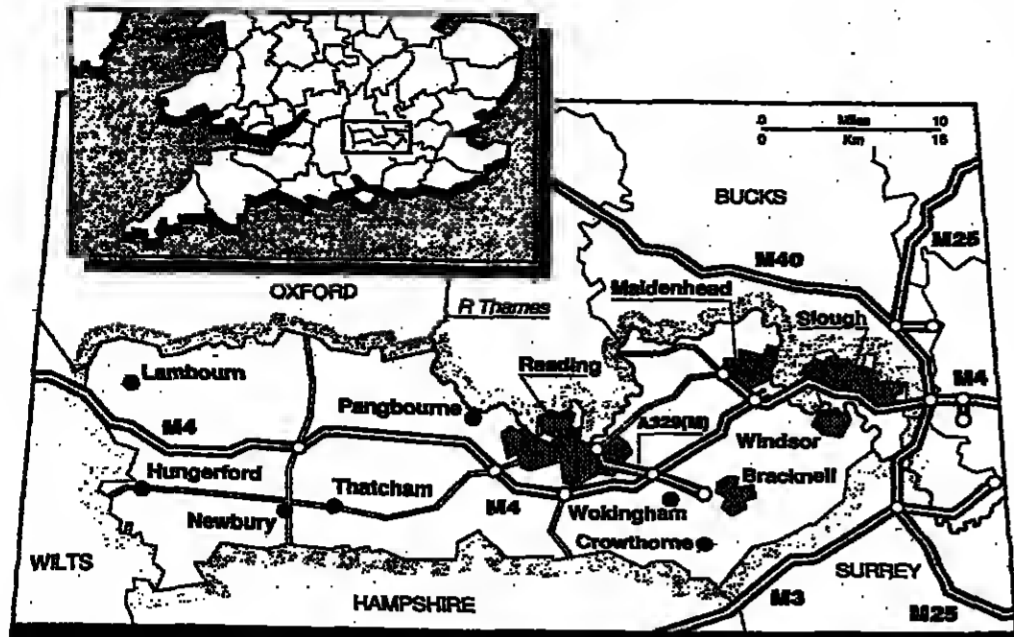 0 Miles 10
0 Km 16
BUCKS
M25
M40
OXFORD
R Thames
Maidenhead
Slough
Lambourn
Reading
Pangbourne
M4
A329(M)
M4
Windsor
Hungerford
Thatcham
Bracknell
M4
Wokingham
Newbury
Crowthorne
WILTS
SURREY
HAMPSHIRE
M3
M25